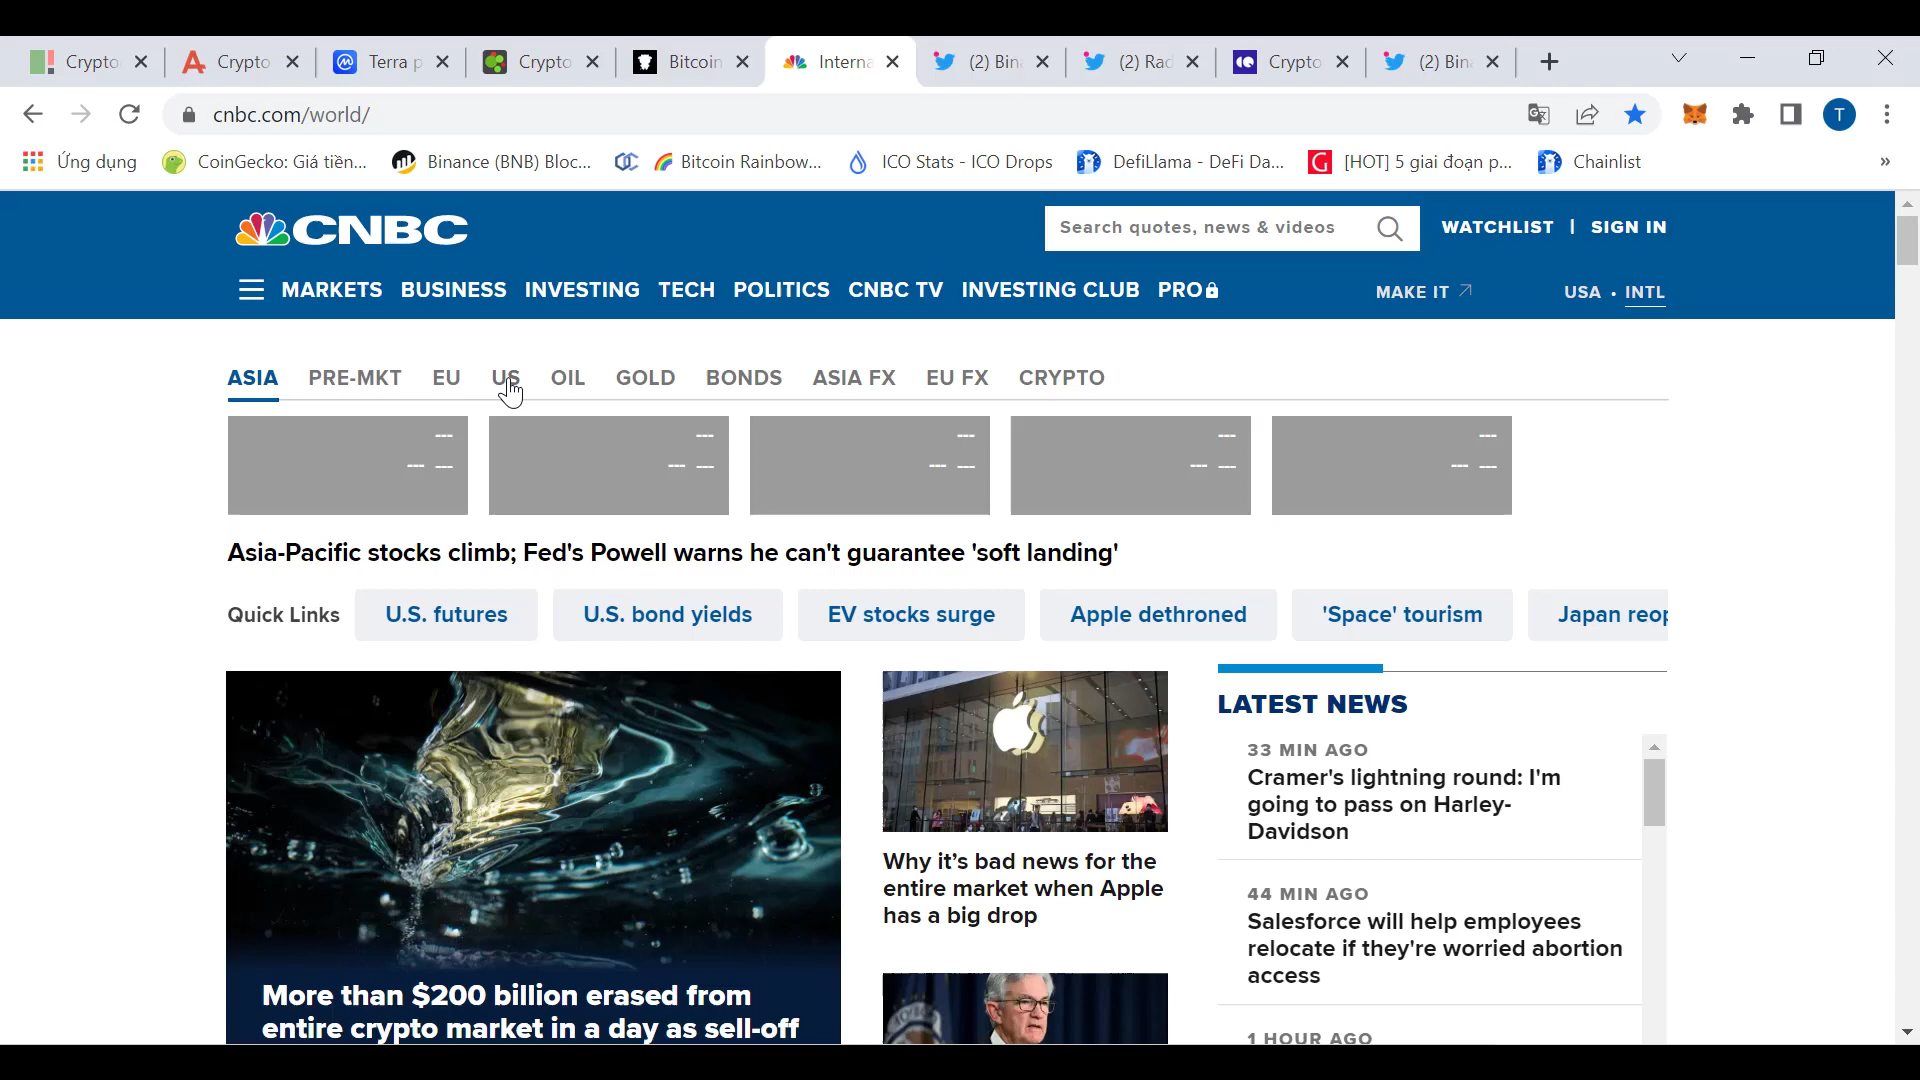 Crypto
Crypto
Terra p
Crypto
Bitcoin
Interna
(2) Bin
(2) Rad
Crypto
(2) Bin
cnbc.com/world/
T
Ứng dụng
CoinGecko: Giá tiền...
Binance (BNB) Bloc...
Bitcoin Rainbow...
ICO Stats - ICO Drops
DefiLlama - DeFi Da...
[HOT] 5 giai đoạn p...
Chainlist
»
CNBC
Search quotes, news & videos
WATCHLIST | SIGN IN
MARKETS BUSINESS INVESTING TECH POLITICS CNBC TV INVESTING CLUB PRO
MAKE IT
USA • INTL
ASIA PRE-MKT EU US OIL GOLD BONDS ASIA FX EU FX CRYPTO
--- --- --- --- ---
--- --- --- --- --- --- --- --- --- ---
Asia-Pacific stocks climb; Fed's Powell warns he can't guarantee 'soft landing'
Quick Links
U.S. futures
U.S. bond yields
EV stocks surge
Apple dethroned
'Space' tourism
Japan reop
More than $200 billion erased from
entire crypto market in a day as sell-off
Why it's bad news for the
entire market when Apple
has a big drop
LATEST NEWS
33 MIN AGO
Cramer's lightning round: I'm
going to pass on Harley-
Davidson
44 MIN AGO
Salesforce will help employees
relocate if they're worried abortion
access
1 HOUR AGO